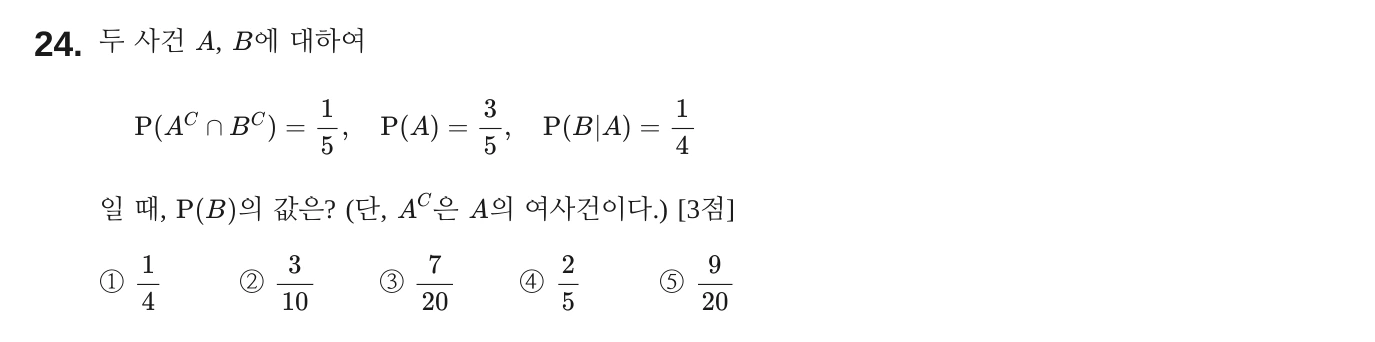 24. 두 사건 A, B에 대하여
P(A^C ∩ B^C) = 1/5, P(A) = 3/5, P(B|A) = 1/4
일 때, P(B)의 값은? (단, A^C은 A의 여사건이다.) [3점]
① 1/4 ② 3/10 ③ 7/20 ④ 2/5 ⑤ 9/20